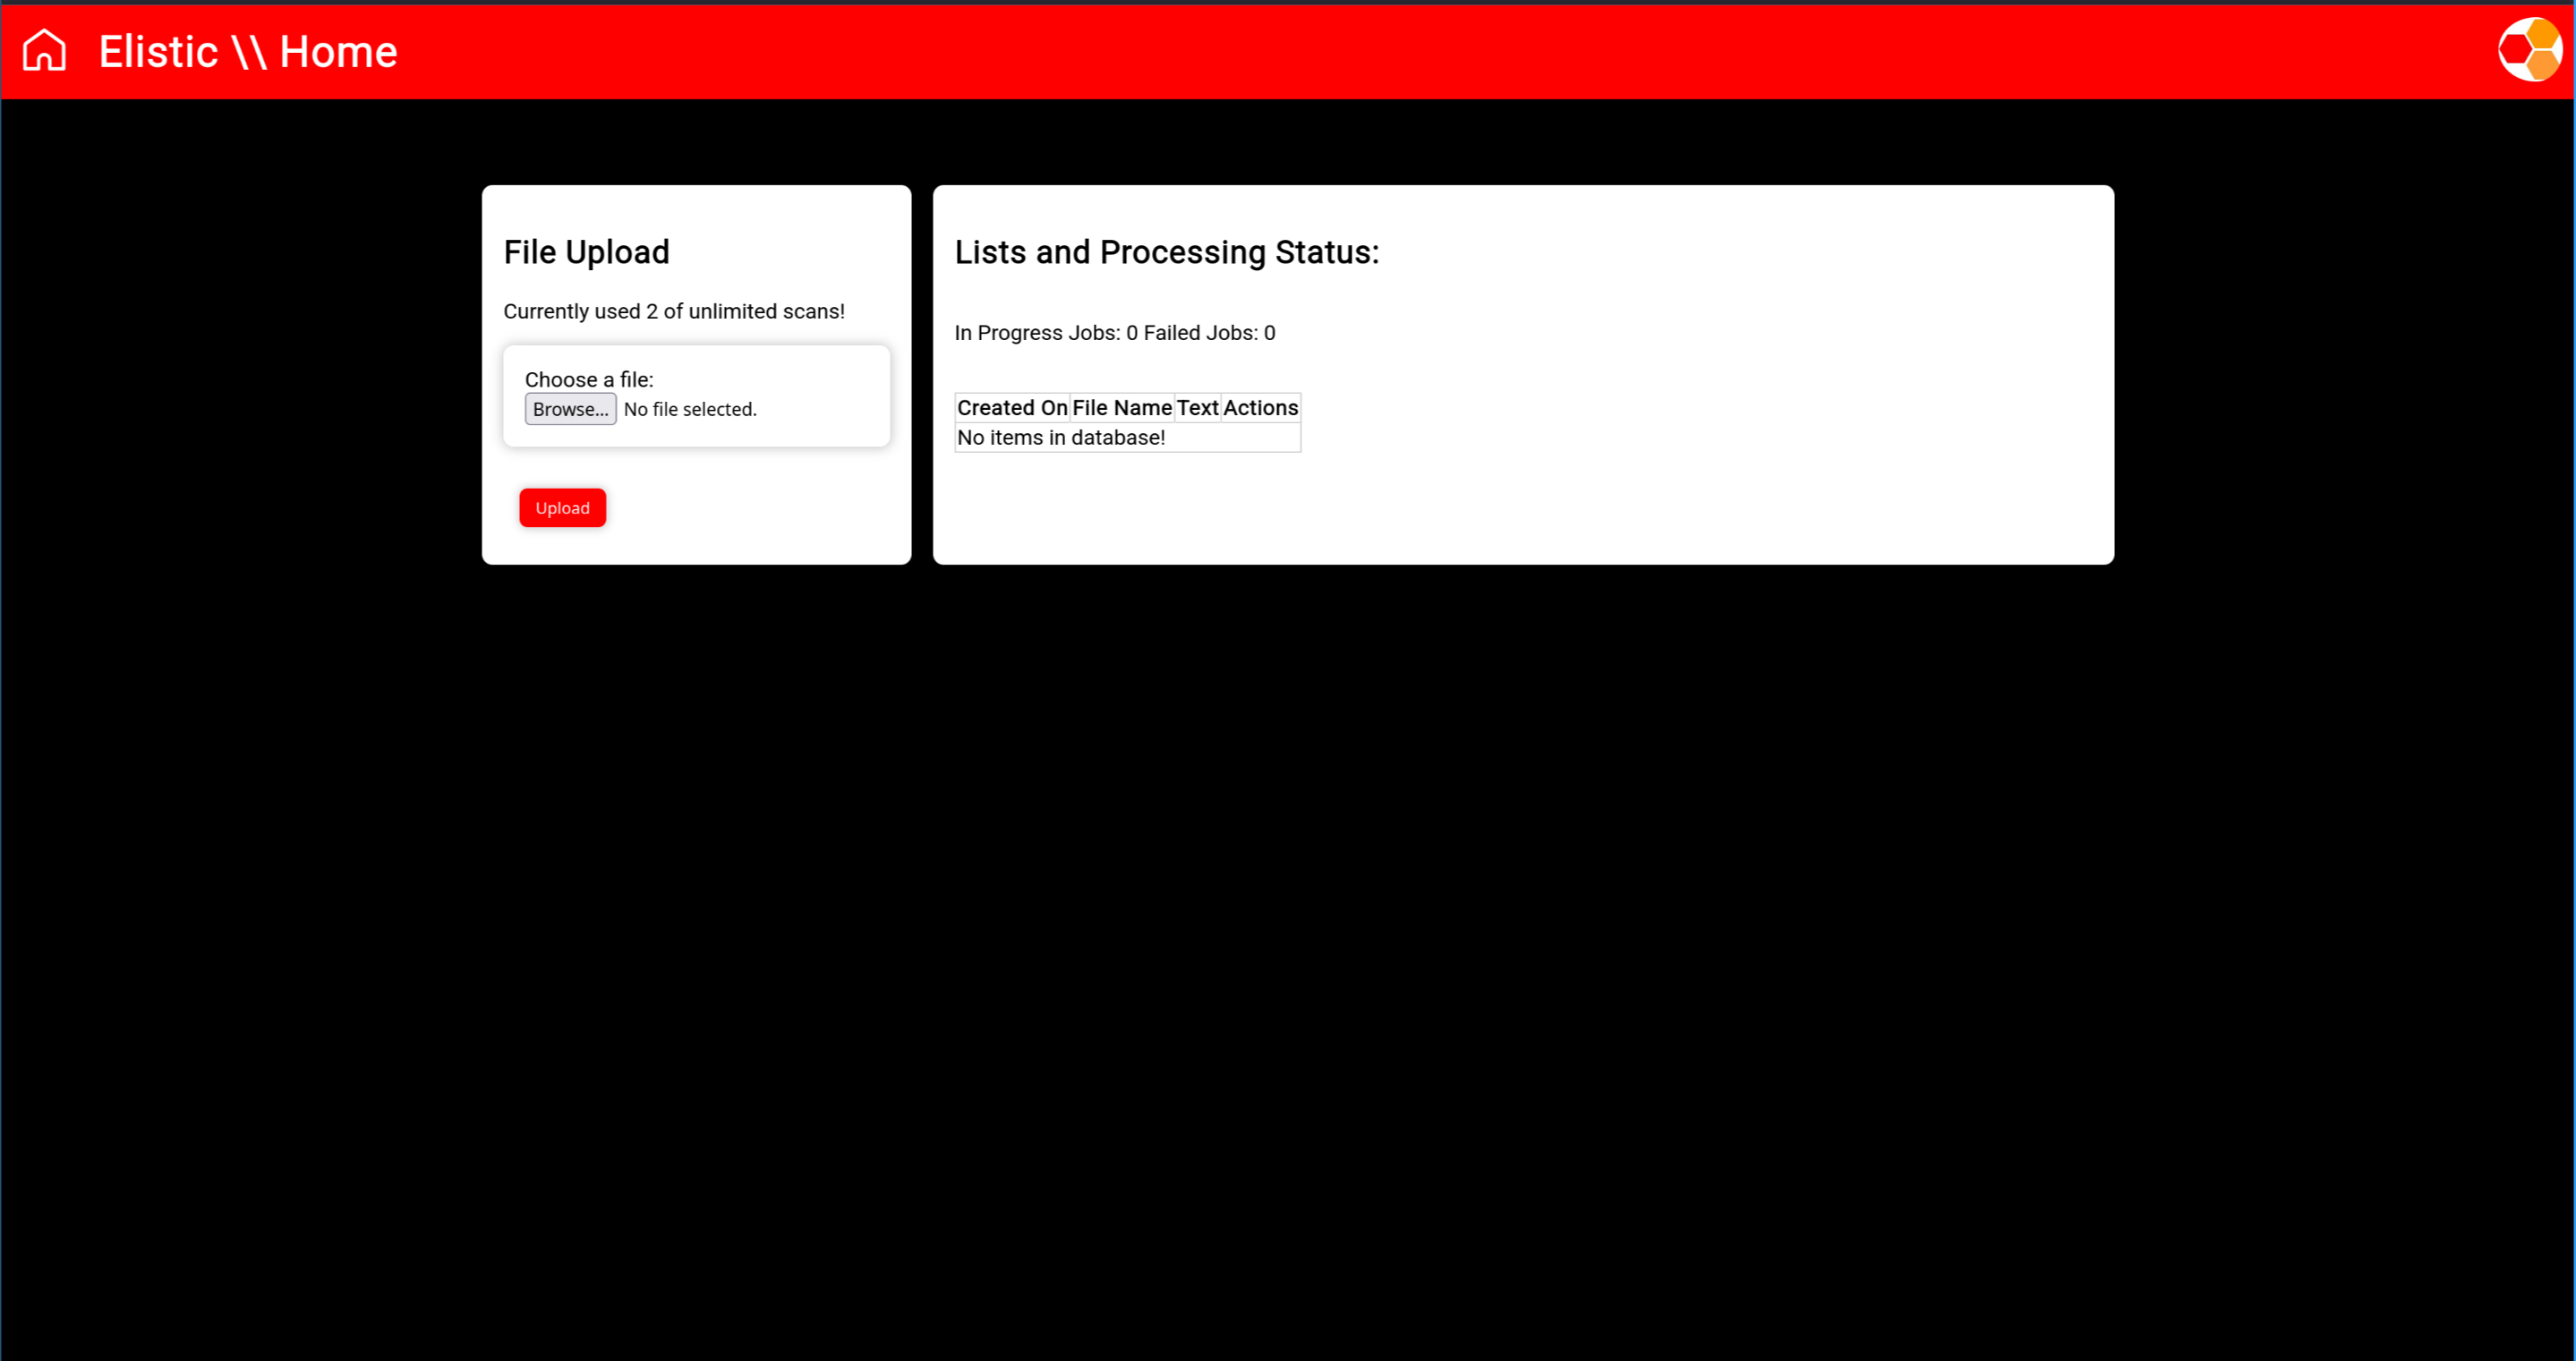 Elistic \\ Home
File Upload
Currently used 2 of unlimited scans!
Choose a file:
Browse... No file selected.
Upload
Lists and Processing Status:
In Progress Jobs: 0 Failed Jobs: 0
Created On File Name Text Actions
No items in database!